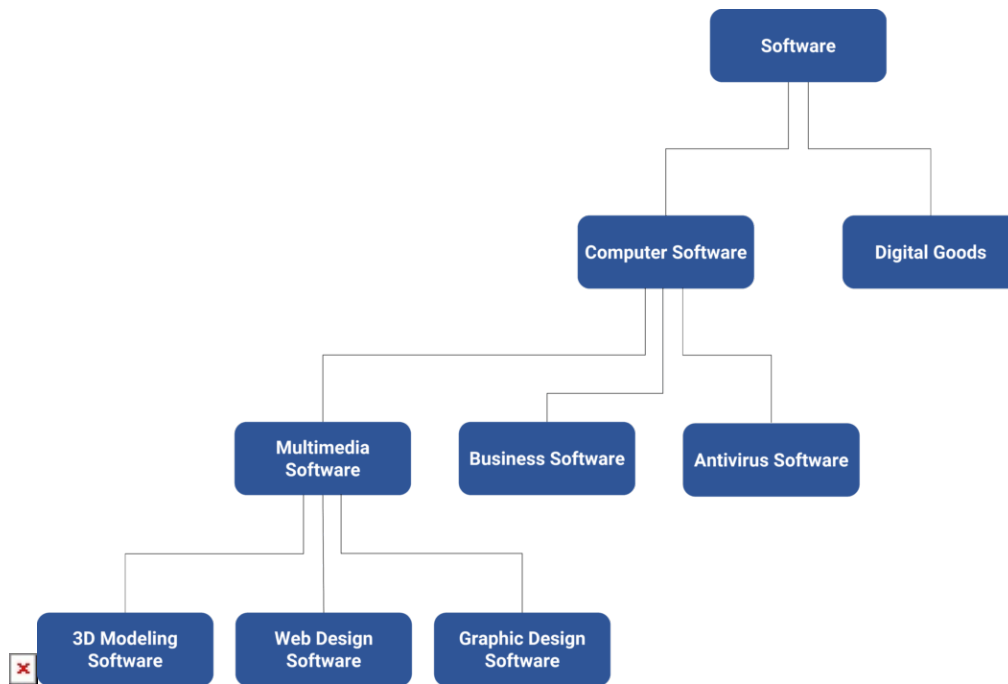 Software
Computer Software
Digital Goods
Multimedia
Software
Business Software
Antivirus Software
3D Modeling
Software
Web Design
Software
Graphic Design
Software